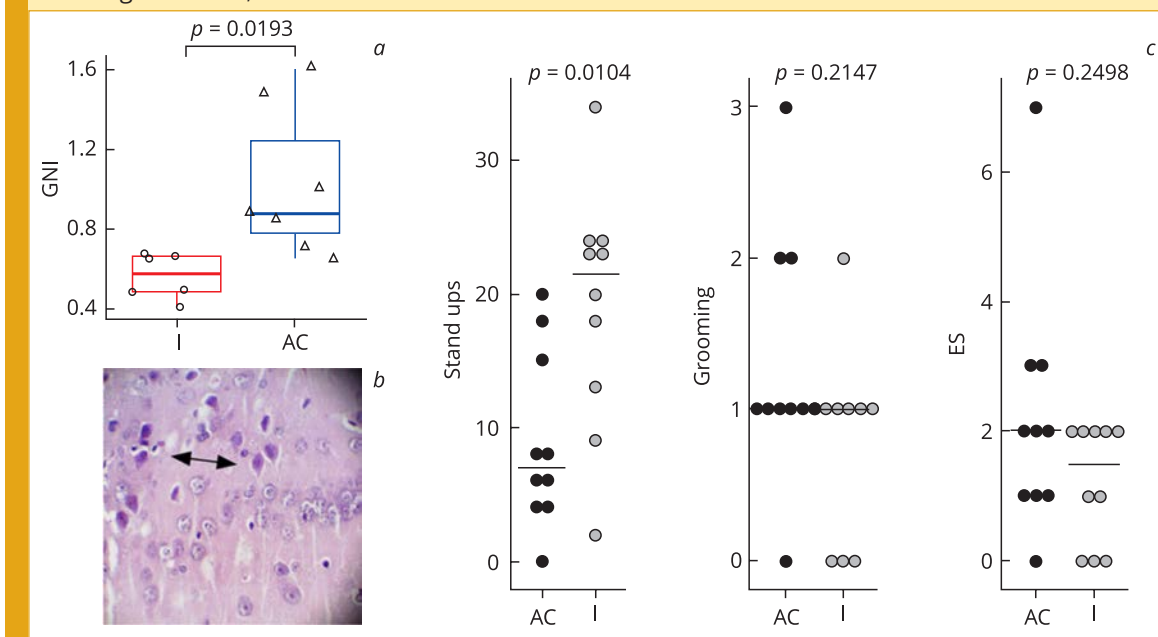 p = 0.0193
a
1.6
1.2
0.8
0.4
GNI
I
AC
b
c
p = 0.0104
30
20
10
0
Stand ups
AC
I
p = 0.2147
3
2
1
0
Grooming
AC
I
p = 0.2498
6
4
2
0
ES
AC
I